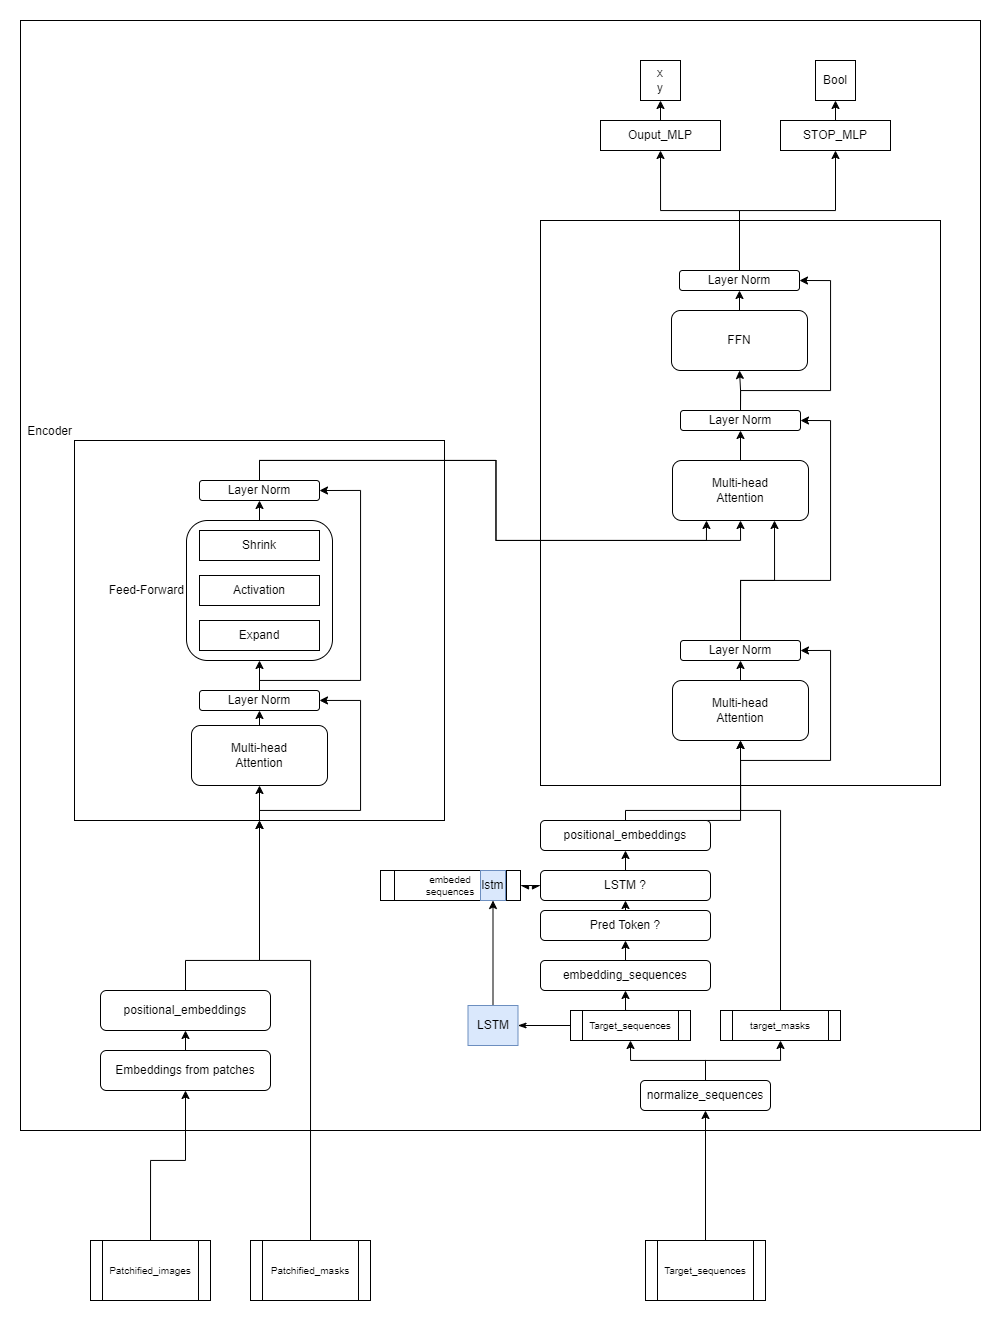 x
y
Bool
Ouput_MLP
STOP_MLP
Layer Norm
FFN
Layer Norm
Multi-head
Attention
Layer Norm
Multi-head
Attention
Encoder
Layer Norm
Shrink
Feed-Forward
Activation
Expand
Layer Norm
Multi-head
Attention
positional_embeddings
embeded
sequences
lstm
LSTM ?
Pred Token ?
embedding_sequences
LSTM
Target_sequences
target_masks
normalize_sequences
positional_embeddings
Embeddings from patches
Patchified_images
Patchified_masks
Target_sequences